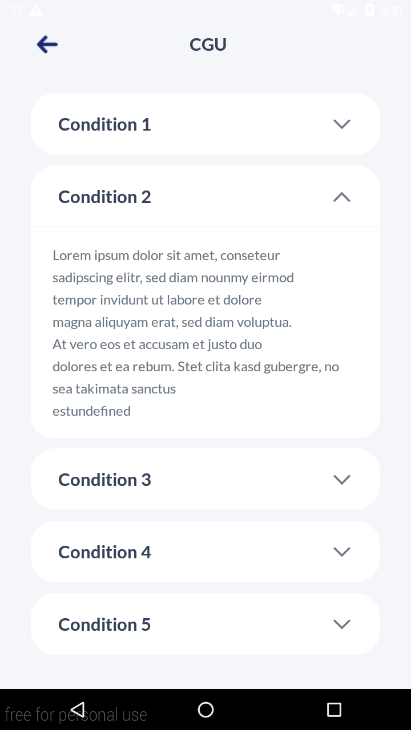 6:31
CGU
Condition 1
Condition 2
Lorem ipsum dolor sit amet, conseteur
sadipscing elitr, sed diam nounmy eirmod
tempor invidunt ut labore et dolore
magna aliquyam erat, sed diam voluptua.
At vero eos et accusam et justo duo
dolores et ea rebum. Stet clita kasd gubergre, no
sea takimata sanctus
estundefined
Condition 3
Condition 4
Condition 5
free for personal use